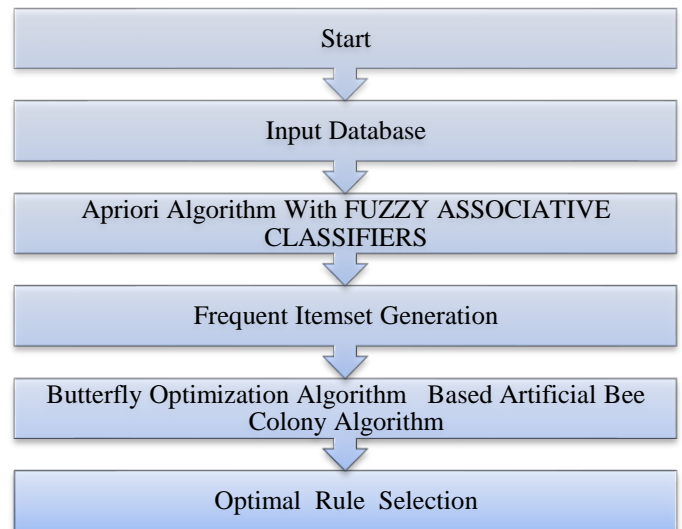 Start
Input Database
Apriori Algorithm With FUZZY ASSOCIATIVE
CLASSIFIERS
Frequent Itemset Generation
Butterfly Optimization Algorithm Based Artificial Bee
Colony Algorithm
Optimal Rule Selection